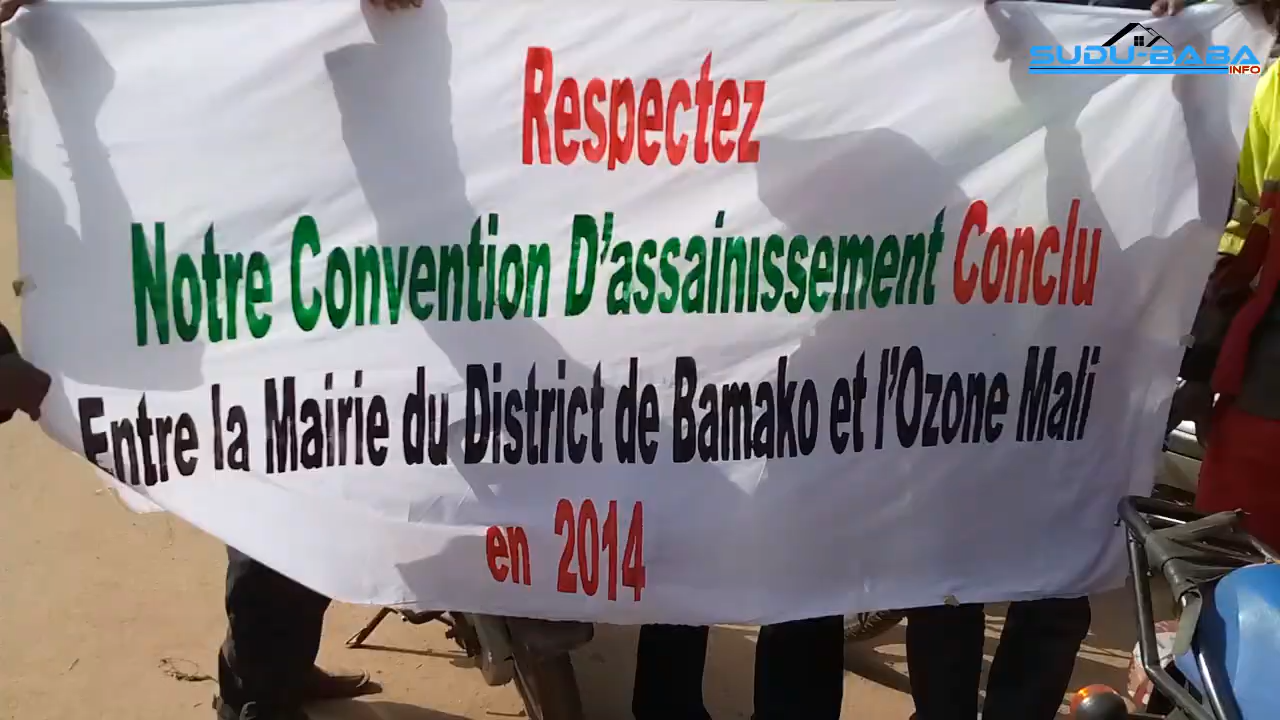 SUDU-BABA
INFO
Respectez
Notre Convention D'assainissement Conclu
Entre la Mairie du District de Bamako et l'Ozone Mali
en 2014